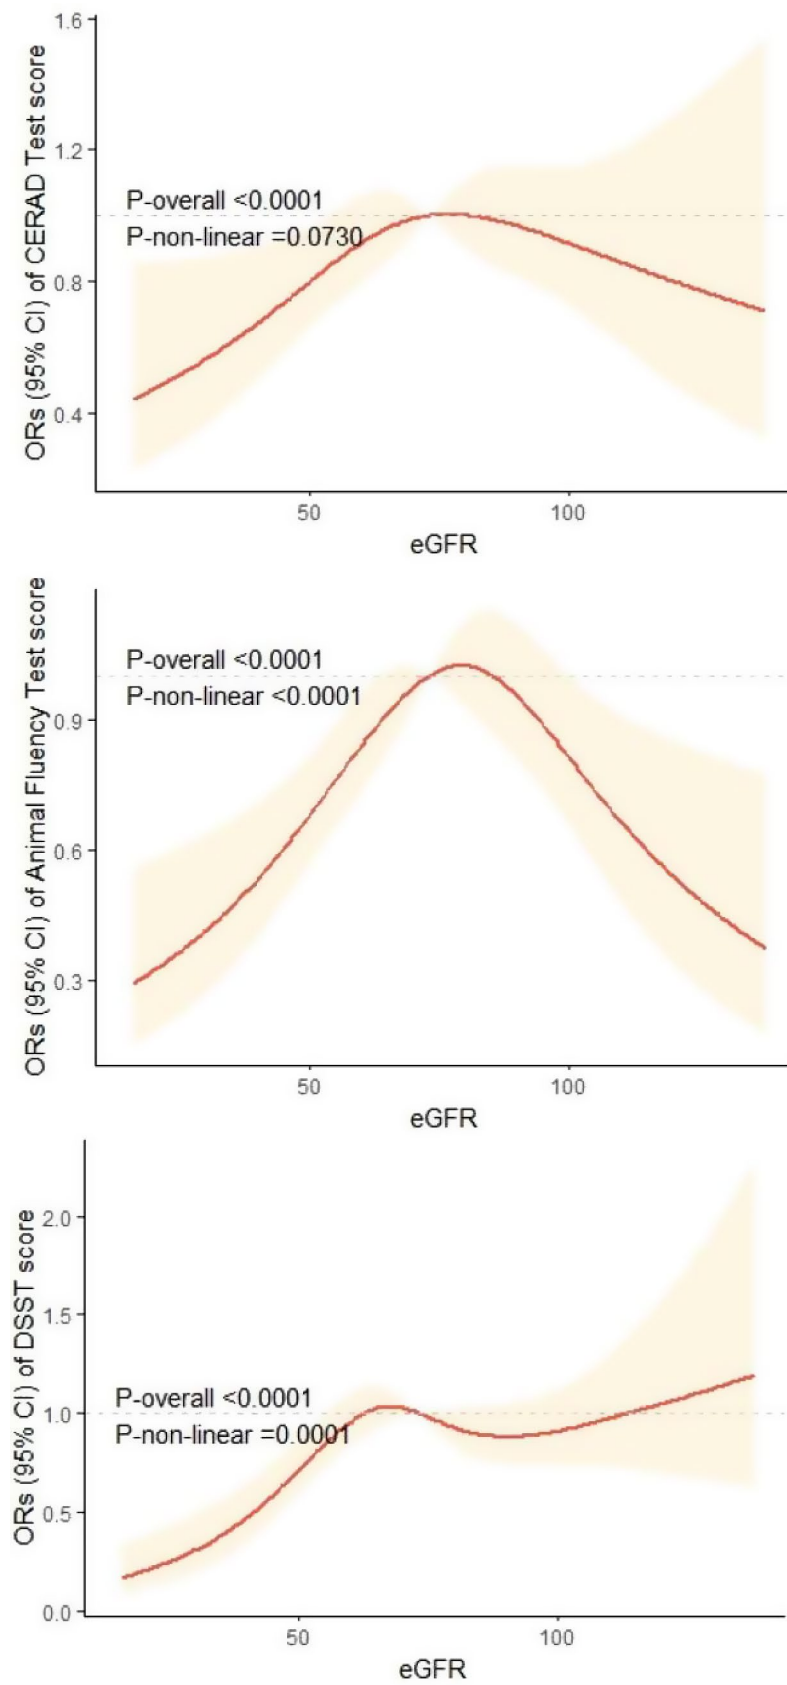 ORs (95% CI) of CERAD Test score
1.6
1.2
0.8
0.4
P-overall <0.0001
P-non-linear =0.0730
50
100
eGFR
ORs (95% CI) of Animal Fluency Test score
0.9
0.6
0.3
P-overall <0.0001
P-non-linear <0.0001
50
100
eGFR
ORs (95% CI) of DSST score
2.0
1.5
1.0
0.5
0.0
P-overall <0.0001
P-non-linear =0.0001
50
100
eGFR